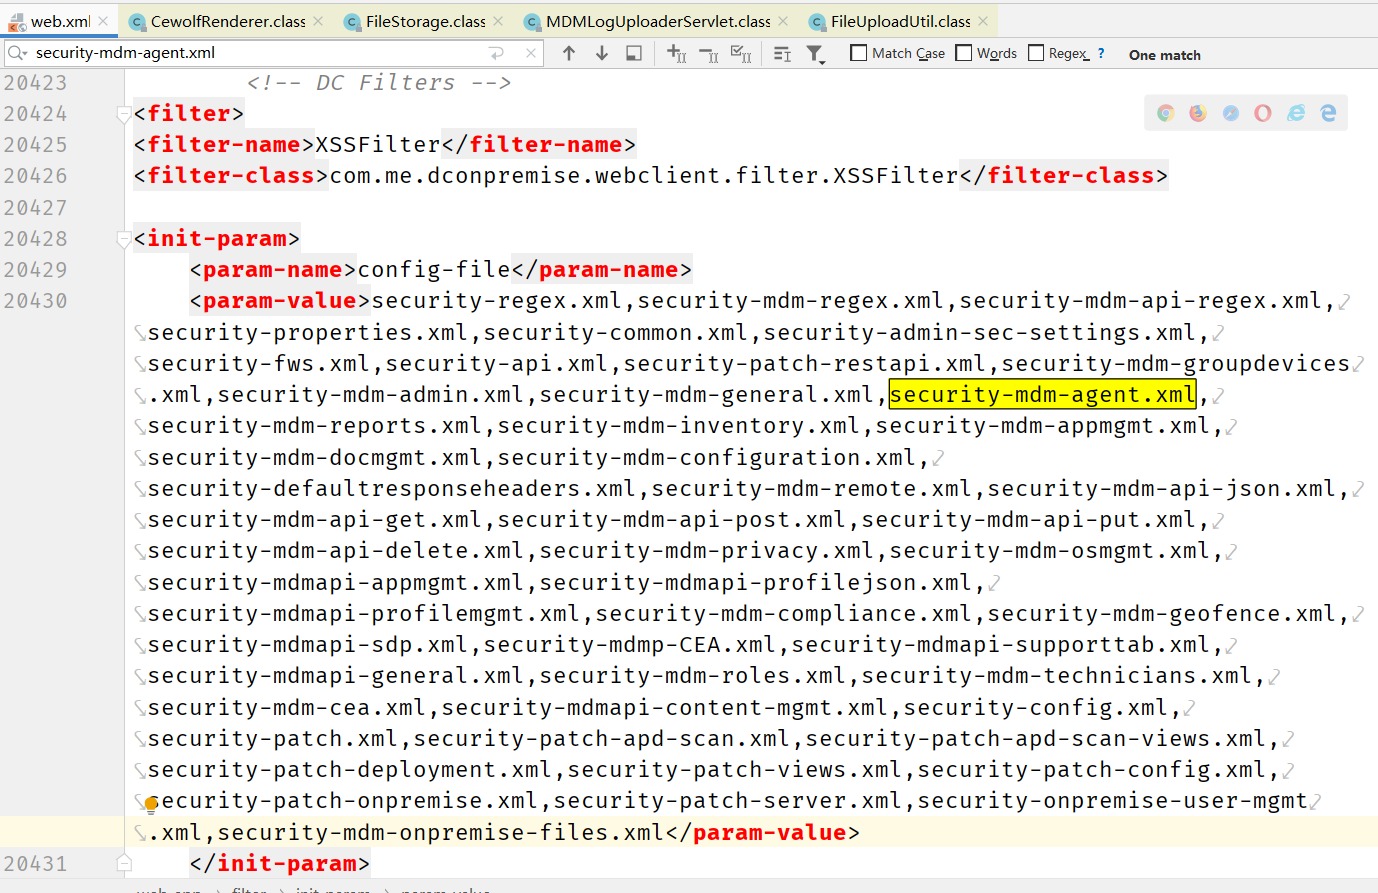 web.xml CewolfRenderer.class FileStorage.class MDMLogUploaderServlet.class FileUploadUtil.class
security-mdm-agent.xml Match Case Words Regex ? One match
20423 <!-- DC Filters -->
20424 <filter>
20425 <filter-name>XSSFilter</filter-name>
20426 <filter-class>com.me.dconpremise.webclient.filter.XSSFilter</filter-class>
20427
20428 <init-param>
20429 <param-name>config-file</param-name>
20430 <param-value>security-regex.xml,security-mdm-regex.xml,security-mdm-api-regex.xml,
security-properties.xml,security-common.xml,security-admin-sec-settings.xml,
security-fws.xml,security-api.xml,security-patch-restapi.xml,security-mdm-groupdevices
.xml,security-mdm-admin.xml,security-mdm-general.xml,security-mdm-agent.xml,
security-mdm-reports.xml,security-mdm-inventory.xml,security-mdm-appmgmt.xml,
security-mdm-docmgmt.xml,security-mdm-configuration.xml,
security-defaultresponseheaders.xml,security-mdm-remote.xml,security-mdm-api-json.xml,
security-mdm-api-get.xml,security-mdm-api-post.xml,security-mdm-api-put.xml,
security-mdm-api-delete.xml,security-mdm-privacy.xml,security-mdm-osmgmt.xml,
security-mdmapi-appmgmt.xml,security-mdmapi-profilejson.xml,
security-mdmapi-profilemgmt.xml,security-mdm-compliance.xml,security-mdm-geofence.xml,
security-mdmapi-sdp.xml,security-mdmp-CEA.xml,security-mdmapi-supporttab.xml,
security-mdmapi-general.xml,security-mdm-roles.xml,security-mdm-technicians.xml,
security-mdm-cea.xml,security-mdmapi-content-mgmt.xml,security-config.xml,
security-patch.xml,security-patch-apd-scan.xml,security-patch-apd-scan-views.xml,
security-patch-deployment.xml,security-patch-views.xml,security-patch-config.xml,
security-patch-onpremise.xml,security-patch-server.xml,security-onpremise-user-mgmt
.xml,security-mdm-onpremise-files.xml</param-value>
20431 </init-param>
web-app › filter › init-param › param-value